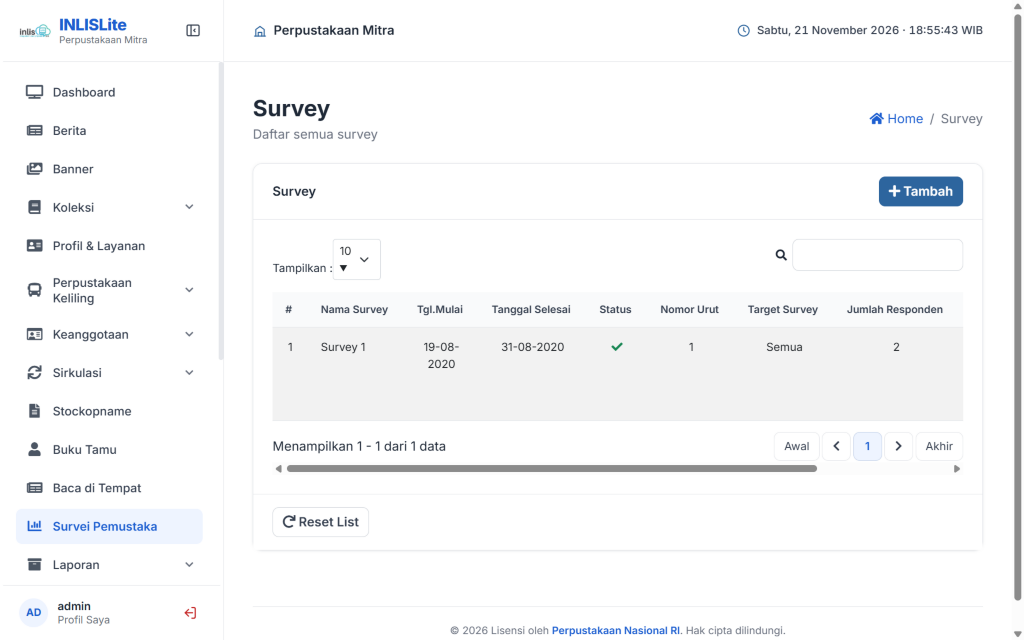 inlis
INLISLite
Perpustakaan Mitra
Perpustakaan Mitra
Sabtu, 21 November 2026 · 18:55:43 WIB
Dashboard
Berita
Banner
Koleksi
Profil & Layanan
Perpustakaan
Keliling
Keanggotaan
Sirkulasi
Stockopname
Buku Tamu
Baca di Tempat
Survei Pemustaka
Laporan
AD
admin
Profil Saya
Survey
Daftar semua survey
Home / Survey
Survey
Tambah
Tampilkan : 10
# Nama Survey Tgl.Mulai Tanggal Selesai Status Nomor Urut Target Survey Jumlah Responden
1 Survey 1 19-08-2020 31-08-2020 1 Semua 2
Menampilkan 1 - 1 dari 1 data
Awal 1 Akhir
Reset List
© 2026 Lisensi oleh Perpustakaan Nasional RI. Hak cipta dilindungi.